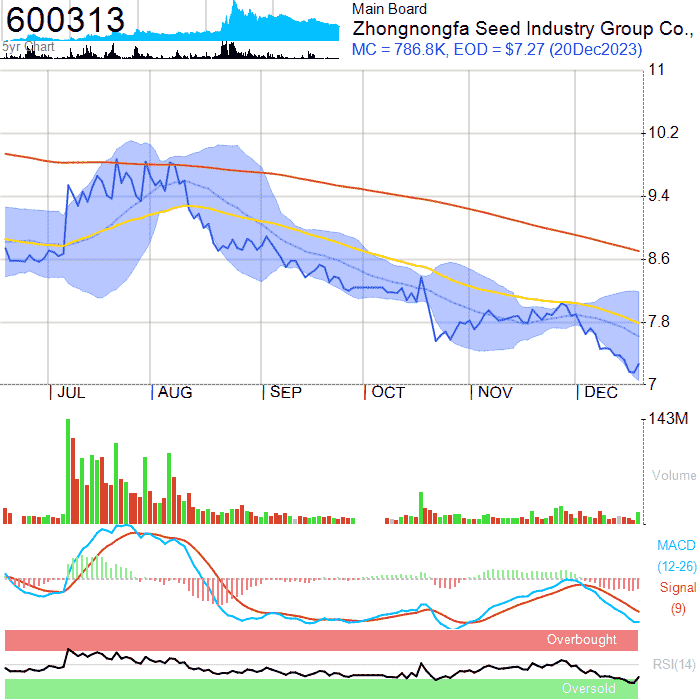 600313
5yr Chart
Main Board
Zhongnongfa Seed Industry Group Co.,
MC = 786.8K, EOD = $7.27 (20Dec2023)
11
10.2
9.4
8.6
7.8
7
JUL AUG SEP OCT NOV DEC
143M
Volume
MACD
(12-26)
Signal
(9)
Overbought
RSI(14)
Oversold